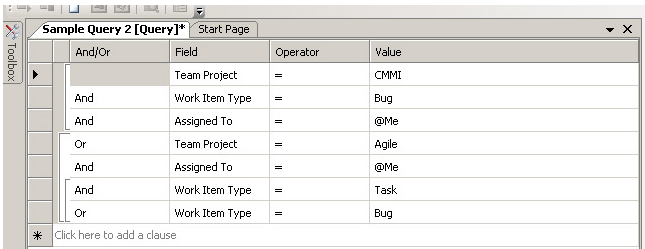 Sample Query 2 [Query]* Start Page
Toolbox
And/Or Field Operator Value
Team Project = CMMI
And Work Item Type = Bug
And Assigned To = @Me
Or Team Project = Agile
And Assigned To = @Me
And Work Item Type = Task
Or Work Item Type = Bug
Click here to add a clause